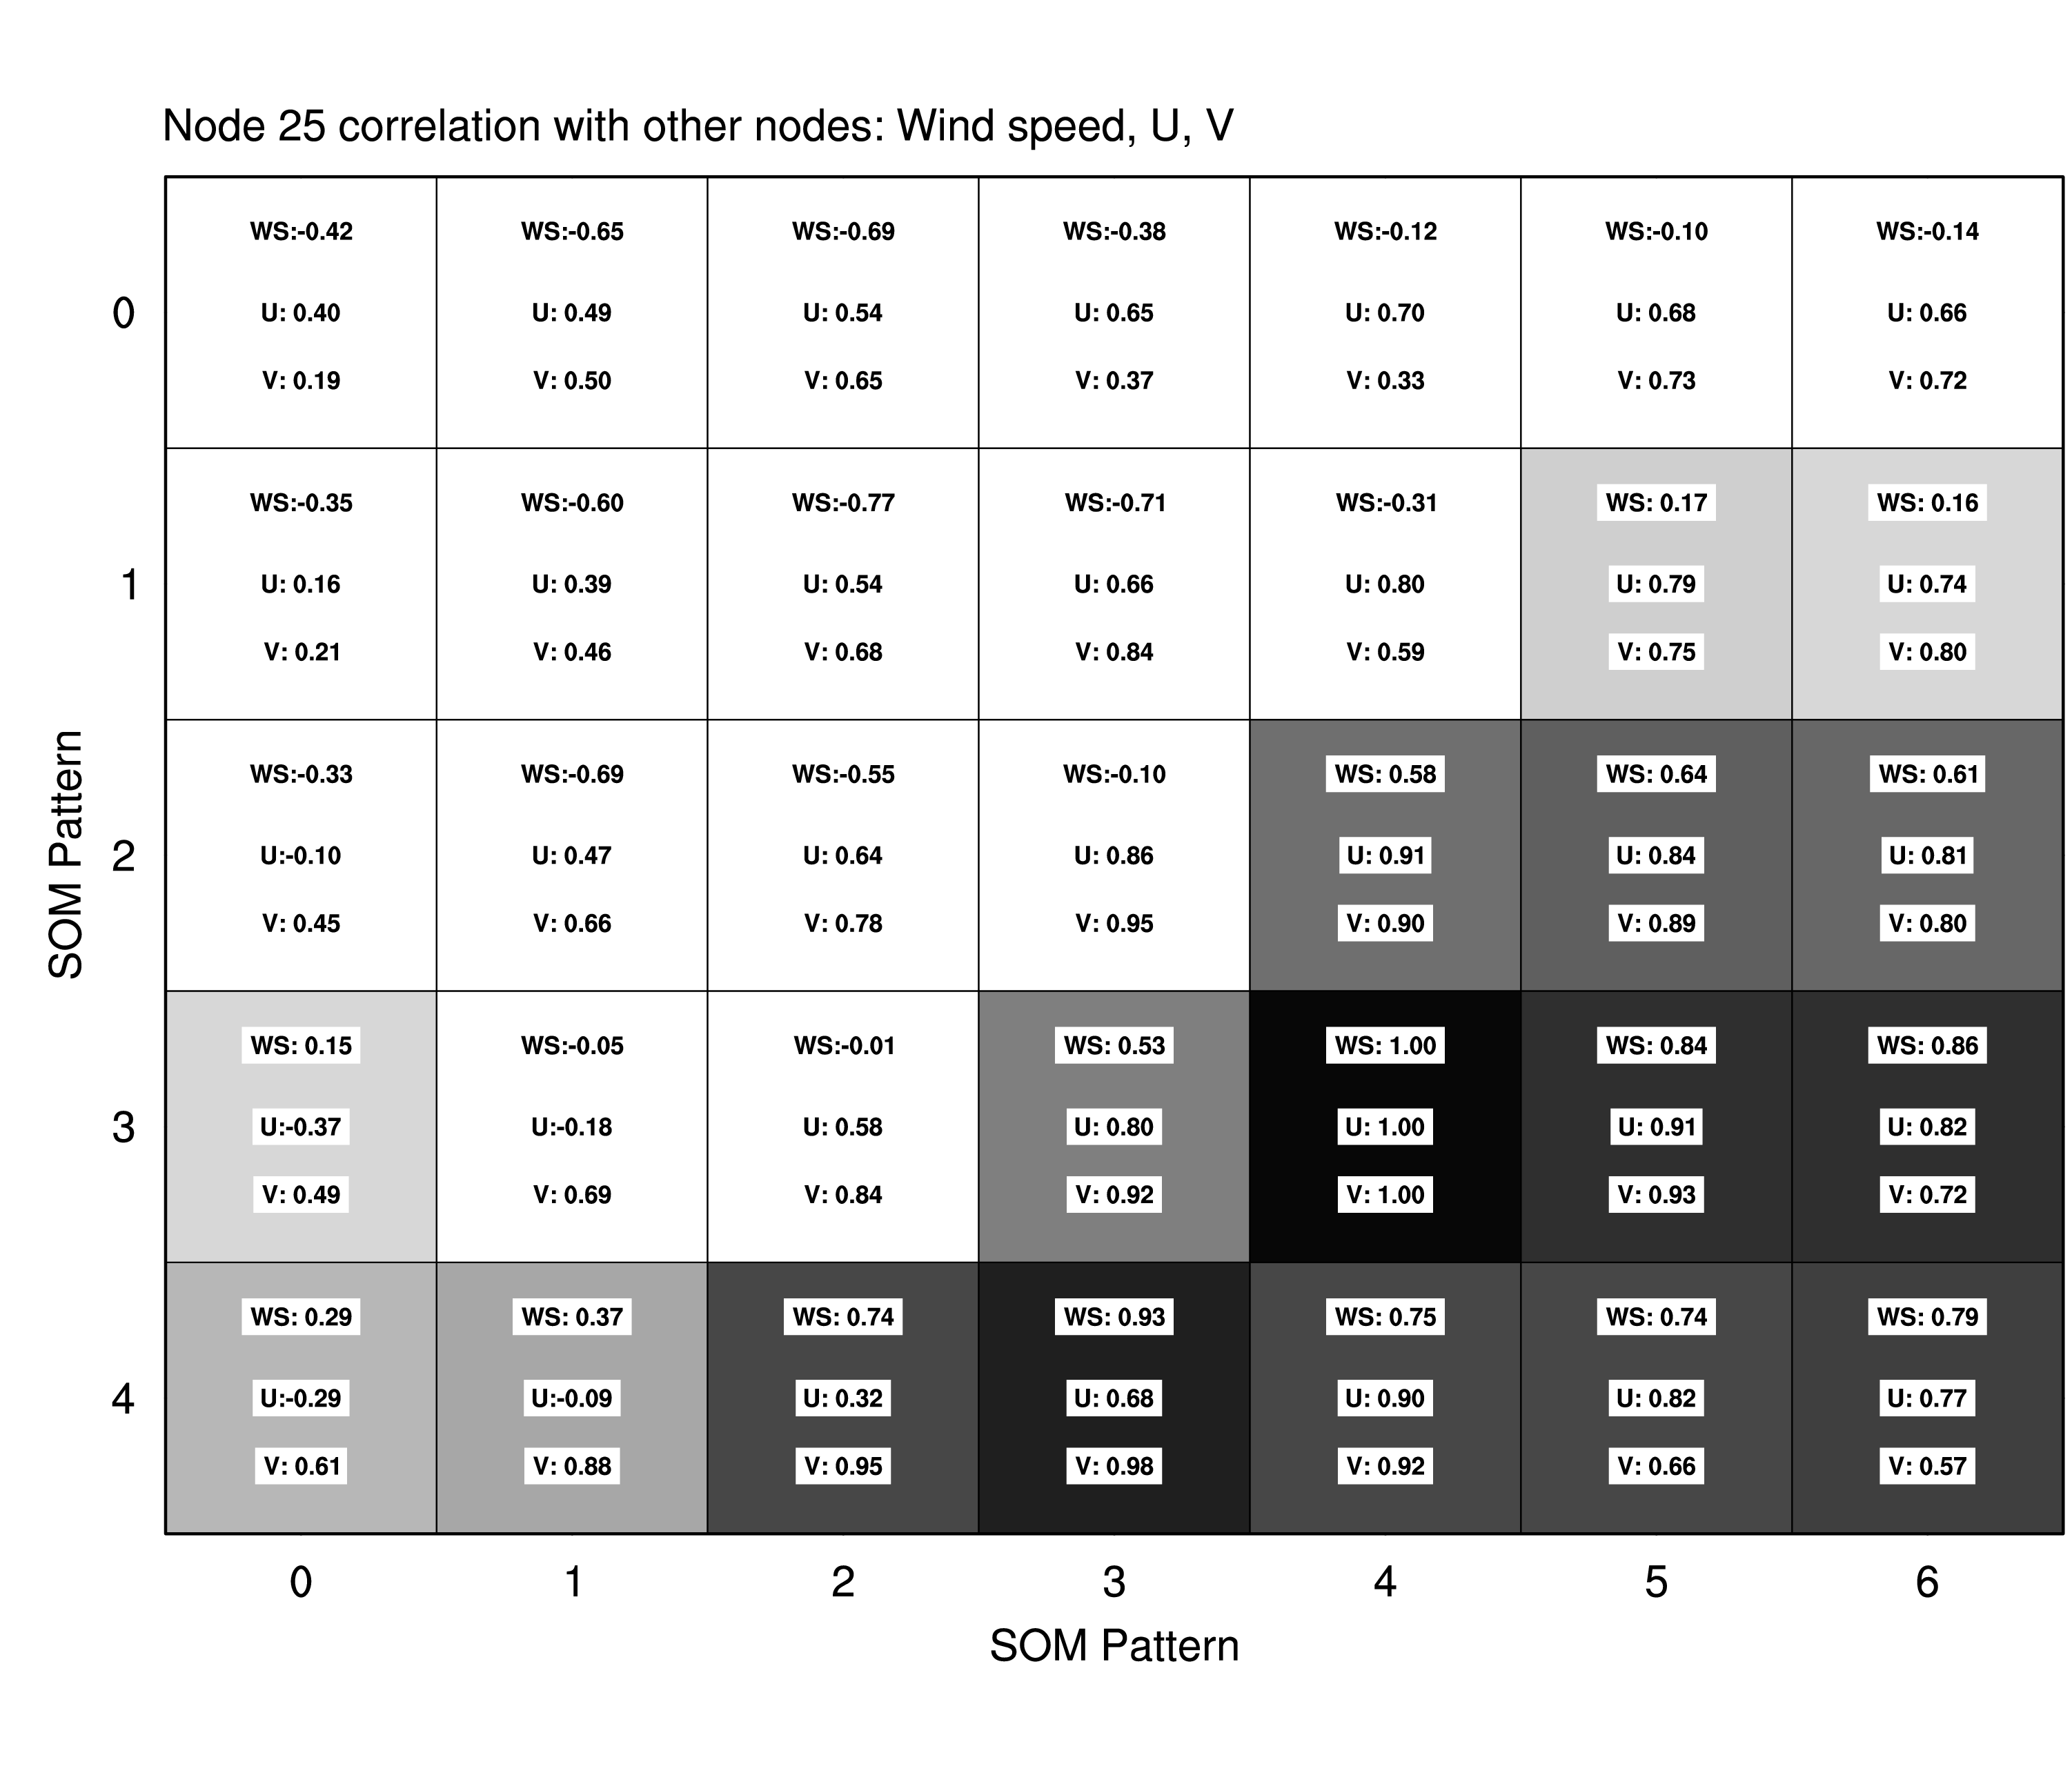 Node 25 correlation with other nodes: Wind speed, U, V
WS:-0.42 WS:-0.65 WS:-0.69 WS:-0.38 WS:-0.12 WS:-0.10 WS:-0.14
0 U: 0.40 U: 0.49 U: 0.54 U: 0.65 U: 0.70 U: 0.68 U: 0.66
V: 0.19 V: 0.50 V: 0.65 V: 0.37 V: 0.33 V: 0.73 V: 0.72
WS:-0.35 WS:-0.60 WS:-0.77 WS:-0.71 WS:-0.31 WS: 0.17 WS: 0.16
1 U: 0.16 U: 0.39 U: 0.54 U: 0.66 U: 0.80 U: 0.79 U: 0.74
V: 0.21 V: 0.46 V: 0.68 V: 0.84 V: 0.59 V: 0.75 V: 0.80
WS:-0.33 WS:-0.69 WS:-0.55 WS:-0.10 WS: 0.58 WS: 0.64 WS: 0.61
2 U:-0.10 U: 0.47 U: 0.64 U: 0.86 U: 0.91 U: 0.84 U: 0.81
V: 0.45 V: 0.66 V: 0.78 V: 0.95 V: 0.90 V: 0.89 V: 0.80
SOM Pattern
WS: 0.15 WS:-0.05 WS:-0.01 WS: 0.53 WS: 1.00 WS: 0.84 WS: 0.86
3 U:-0.37 U:-0.18 U: 0.58 U: 0.80 U: 1.00 U: 0.91 U: 0.82
V: 0.49 V: 0.69 V: 0.84 V: 0.92 V: 1.00 V: 0.93 V: 0.72
WS: 0.29 WS: 0.37 WS: 0.74 WS: 0.93 WS: 0.75 WS: 0.74 WS: 0.79
4 U:-0.29 U:-0.09 U: 0.32 U: 0.68 U: 0.90 U: 0.82 U: 0.77
V: 0.61 V: 0.88 V: 0.95 V: 0.98 V: 0.92 V: 0.66 V: 0.57
0 1 2 3 4 5 6
SOM Pattern